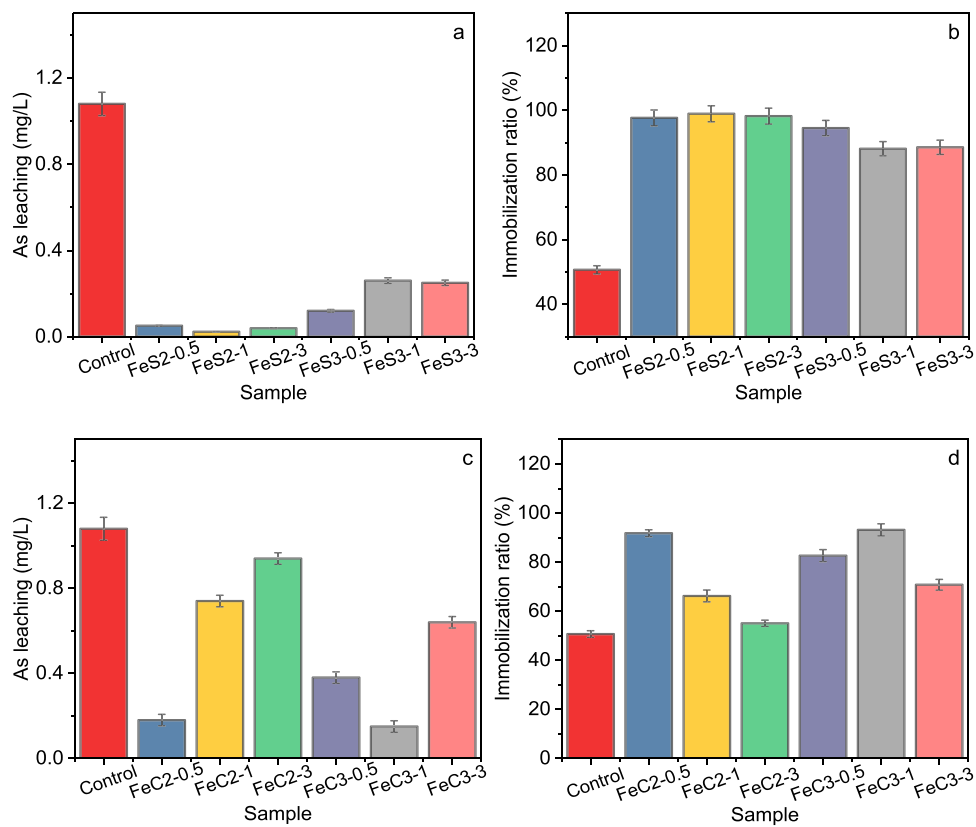 a
As leaching (mg/L)
1.2
0.8
0.4
0.0
Control
FeS2-0.5
FeS2-1
FeS2-3
FeS3-0.5
FeS3-1
FeS3-3
Sample
b
Immobilization ratio (%)
120
100
80
60
40
Control
FeS2-0.5
FeS2-1
FeS2-3
FeS3-0.5
FeS3-1
FeS3-3
Sample
c
As leaching (mg/L)
1.2
0.8
0.4
0.0
Control
FeC2-0.5
FeC2-1
FeC2-3
FeC3-0.5
FeC3-1
FeC3-3
Sample
d
Immobilization ratio (%)
120
100
80
60
40
20
0
Control
FeC2-0.5
FeC2-1
FeC2-3
FeC3-0.5
FeC3-1
FeC3-3
Sample